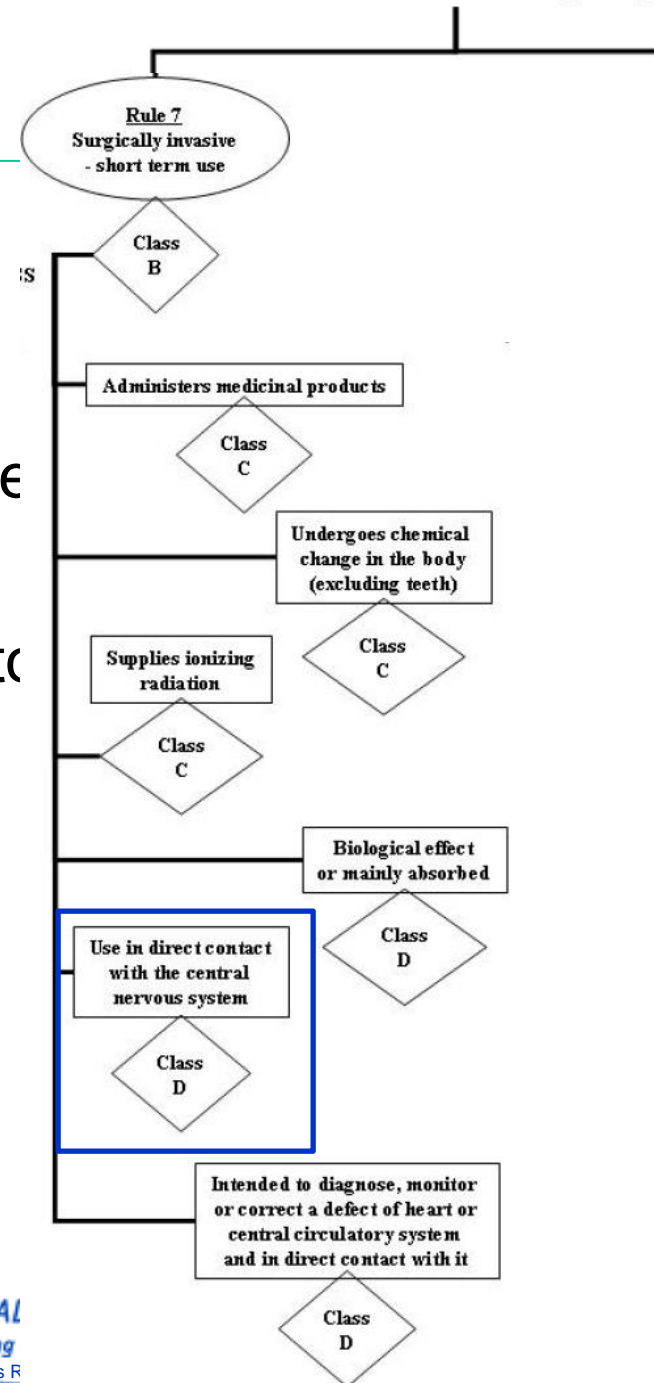 Rule 7
Surgically invasive
- short term use
Class
B
Administers medicinal products
Class
C
Undergoes chemical
change in the body
(excluding teeth)
Class
C
Supplies ionizing
radiation
Class
C
Biological effect
or mainly absorbed
Class
D
Use in direct contact
with the central
nervous system
Class
D
Intended to diagnose, monitor
or correct a defect of heart or
central circulatory system
and in direct contact with it
Class
D